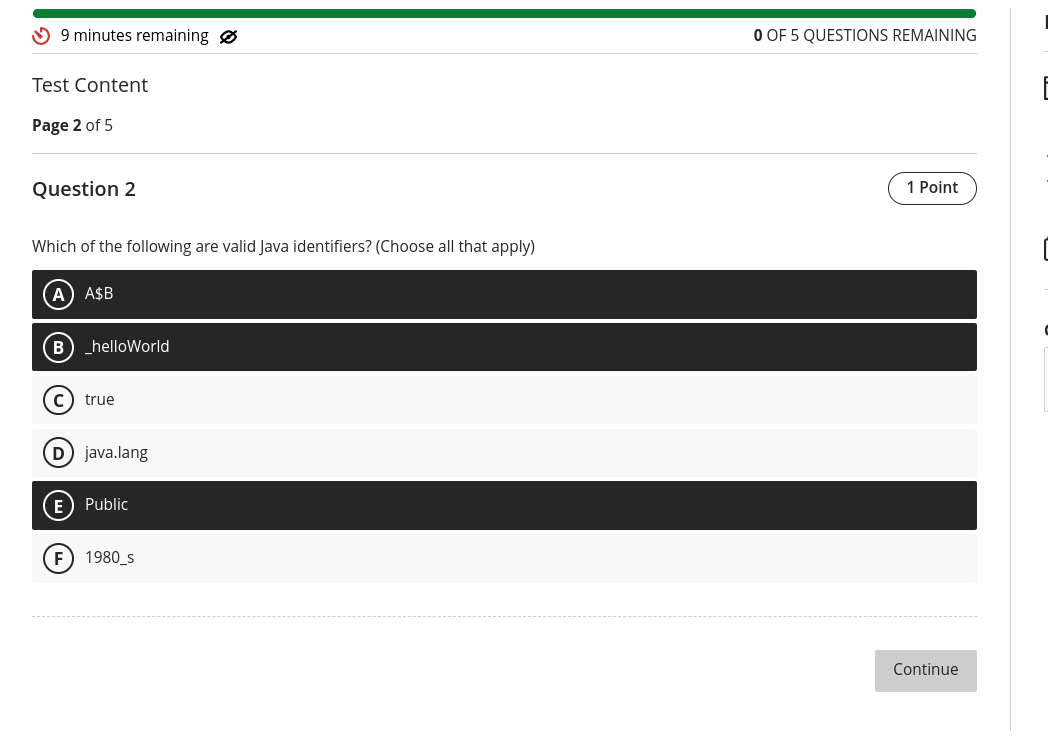 9 minutes remaining
0 OF 5 QUESTIONS REMAINING
Test Content
Page 2 of 5
Question 2
1 Point
Which of the following are valid Java identifiers? (Choose all that apply)
A A$B
B _helloWorld
C true
D java.lang
E Public
F 1980_s
Continue